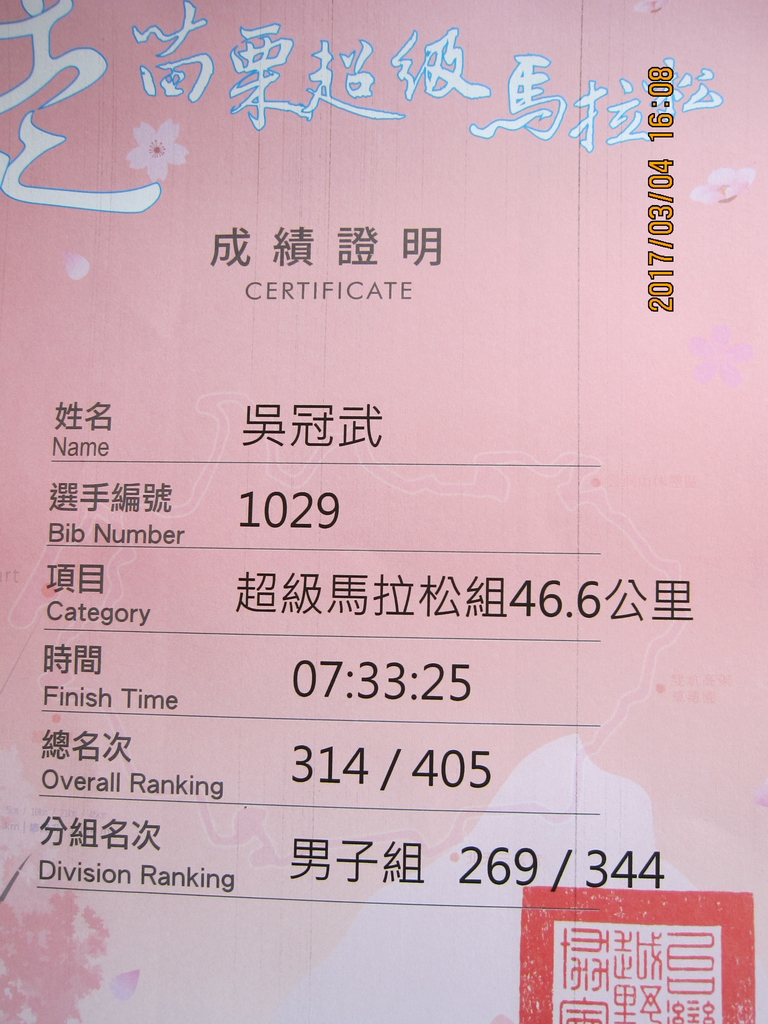 走 苗栗超級馬拉松
2017/03/04 16:08
成績證明
CERTIFICATE
姓名 吳冠武
Name
選手編號 1029
Bib Number
項目 超級馬拉松組46.6公里
Category
時間 07:33:25
Finish Time
總名次 314 / 405
Overall Ranking
分組名次 男子組 269 / 344
Division Ranking